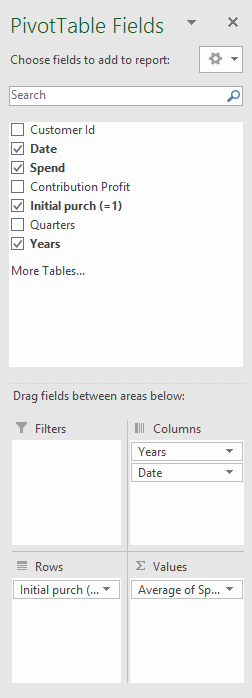 PivotTable Fields
Choose fields to add to report:
Search
Customer Id
Date
Spend
Contribution Profit
Initial purch (=1)
Quarters
Years
More Tables...
Drag fields between areas below:
Filters
Columns
Years
Date
Rows
Σ Values
Initial purch (...
Average of Sp...